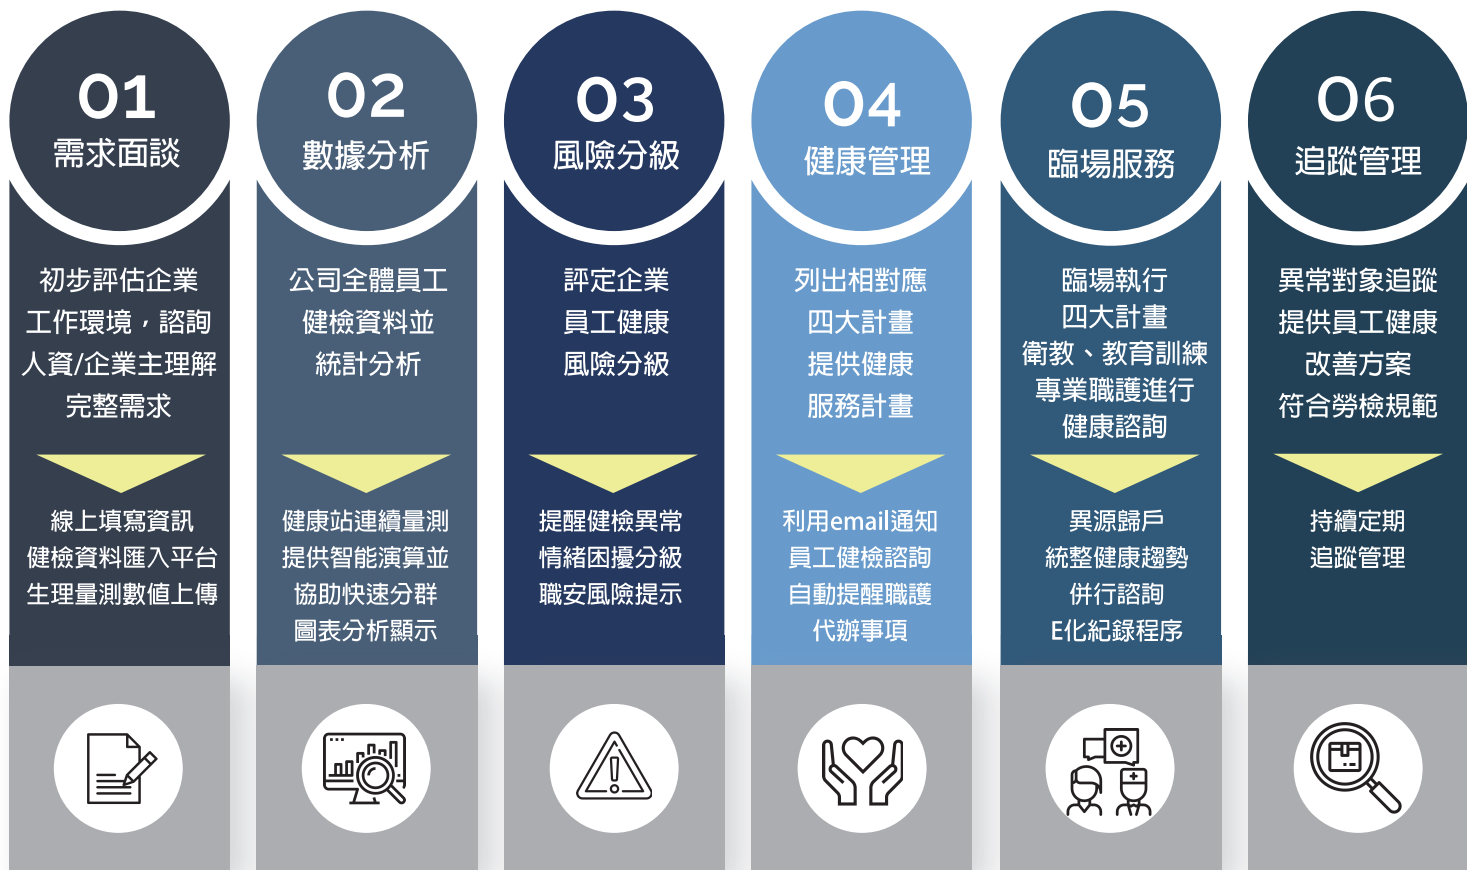 01
需求面談
初步評估企業
工作環境，諮詢
人資/企業主理解
完整需求
線上填寫資訊
健檢資料匯入平台
生理量測數值上傳
02
數據分析
公司全體員工
健檢資料並
統計分析
健康站連續量測
提供智能演算並
協助快速分群
圖表分析顯示
03
風險分級
評定企業
員工健康
風險分級
提醒健檢異常
情緒困擾分級
職安風險提示
04
健康管理
列出相對應
四大計畫
提供健康
服務計畫
利用email通知
員工健檢諮詢
自動提醒職護
代辦事項
05
臨場服務
臨場執行
四大計畫
衛教、教育訓練
專業職護進行
健康諮詢
異源歸戶
統整健康趨勢
併行諮詢
E化紀錄程序
06
追蹤管理
異常對象追蹤
提供員工健康
改善方案
符合勞檢規範
持續定期
追蹤管理